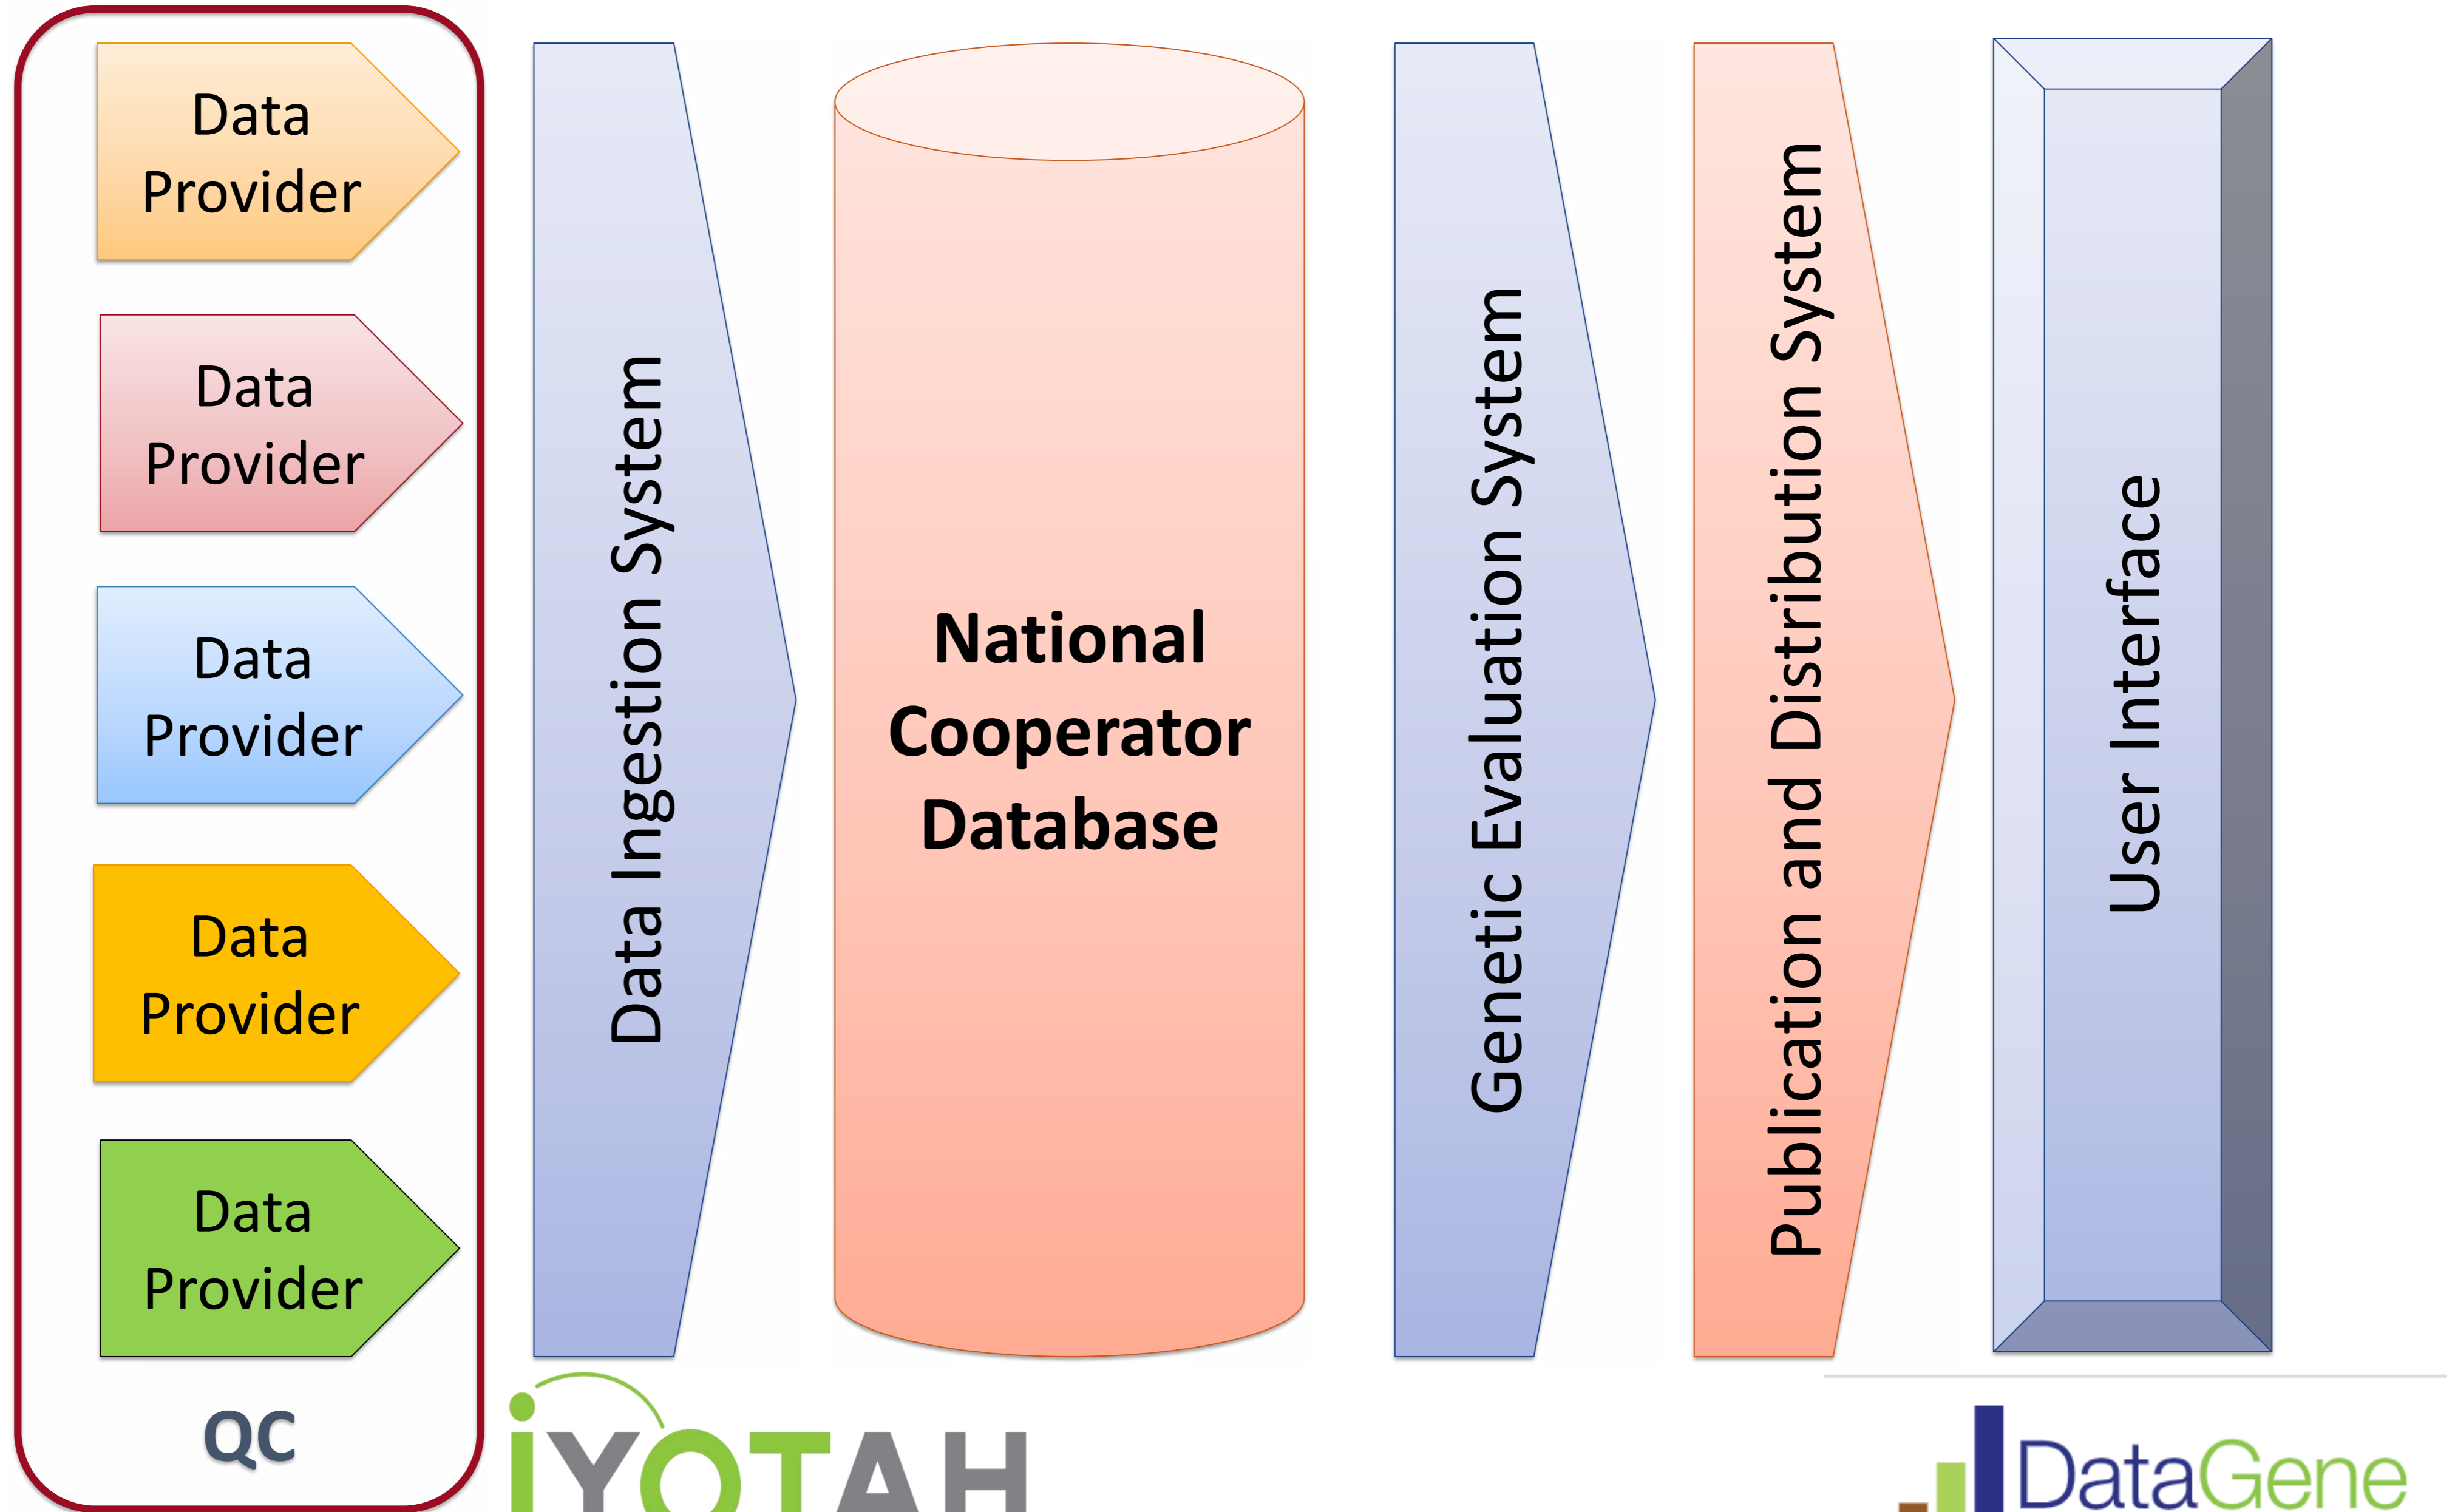 Data
Provider
Data
Provider
Data
Provider
Data
Provider
Data
Provider
QC
Data Ingestion System
National
Cooperator
Database
Genetic Evaluation System
Publication and Distribution System
User Interface
iYOTAH
DataGene